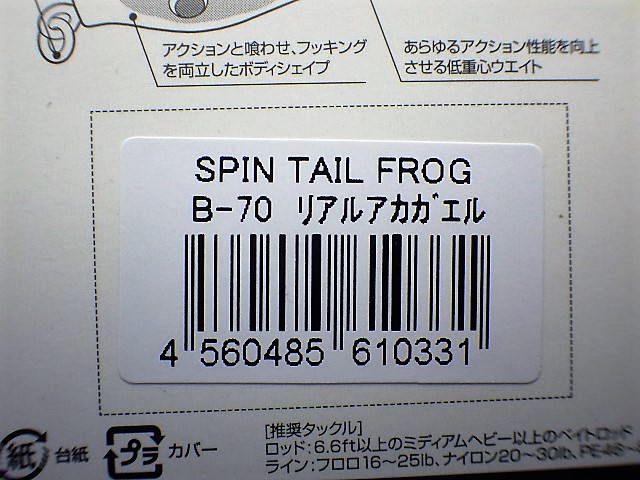 アクションと喰わせ、フッキング
を両立したボディシェイプ
あらゆるアクション性能を向上
させる低重心ウエイト
SPIN TAIL FROG
B-70 リアルアカガエル
4 560485 610331
紙 台紙 プラ カバー
[推奨タックル]
ロッド:6.6ft以上のミディアムヘビー以上のベイトロッド
ライン:フロロ16〜25lb、ナイロン20〜30lb、PE